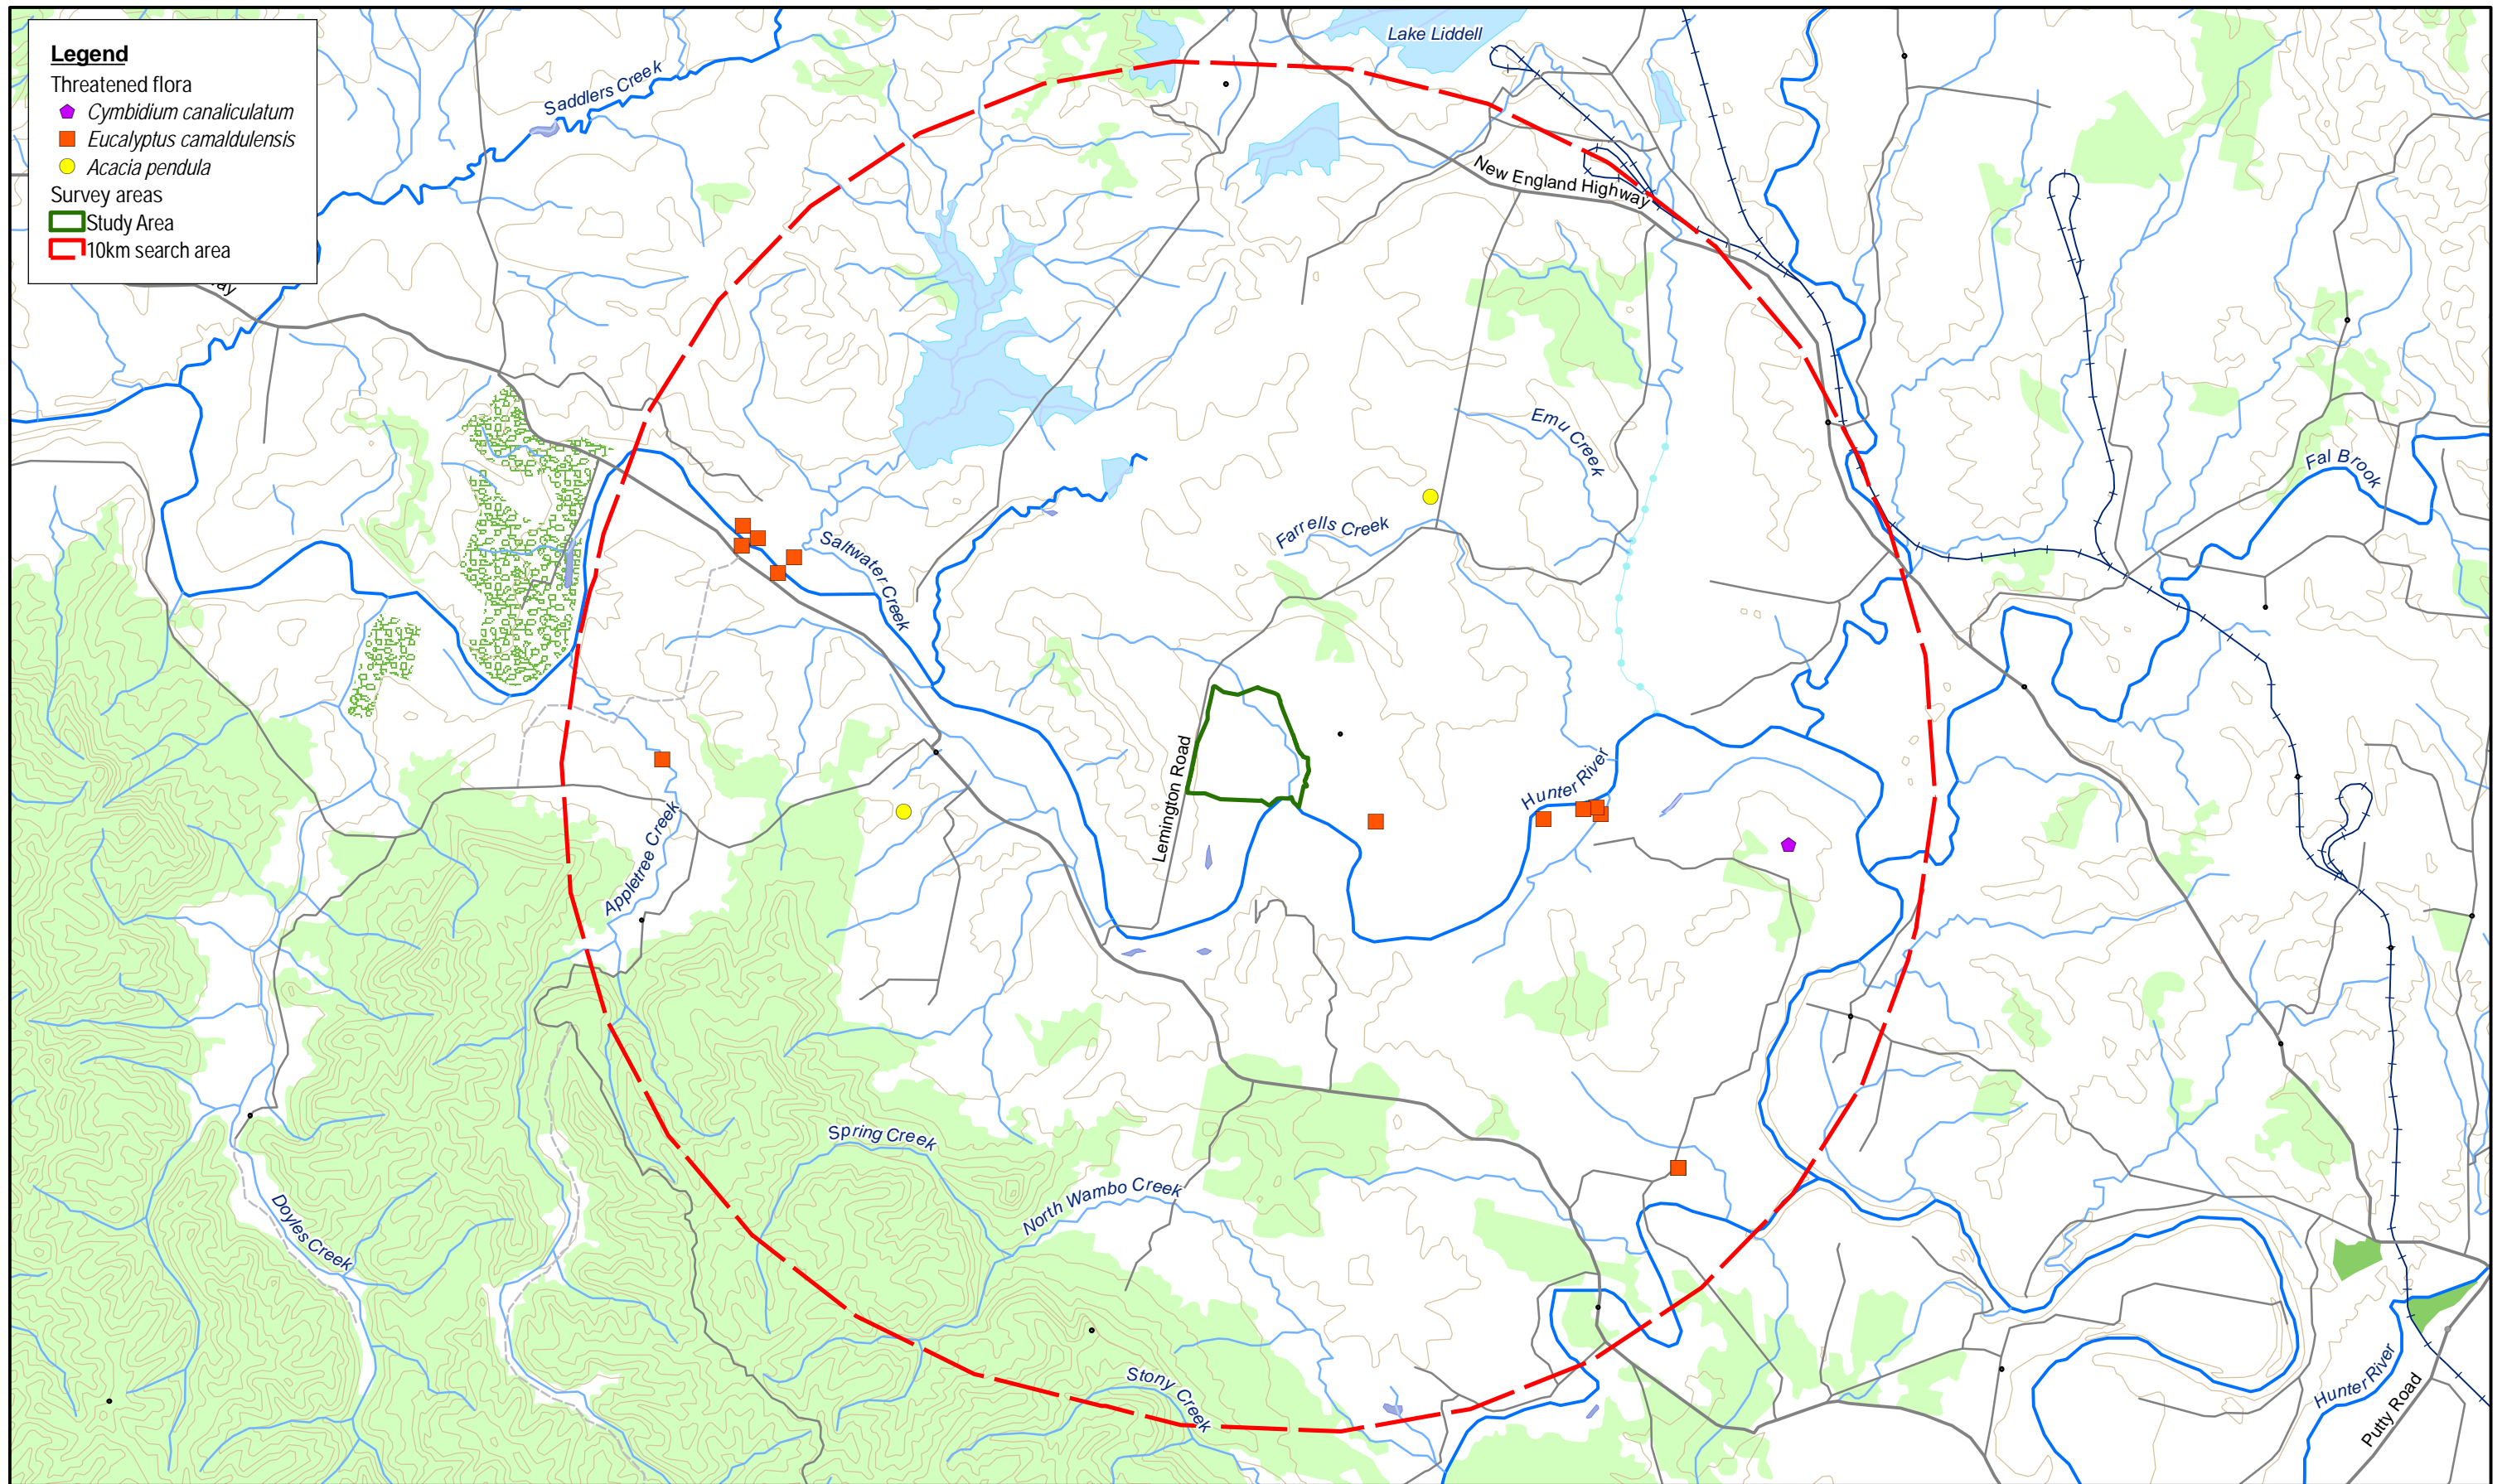 Legend
Threatened flora
Cymbidium canaliculatum
Eucalyptus camaldulensis
Acacia pendula
Survey areas
Study Area
10km search area
Lake Liddell
Saddlers Creek
New England Highway
Emu Creek
Fal Brook
Farrells Creek
Saltwater Creek
Lemington Road
Hunter River
Appletree Creek
Spring Creek
North Wambo Creek
Doyles Creek
Stony Creek
Hunter River
Putty Road